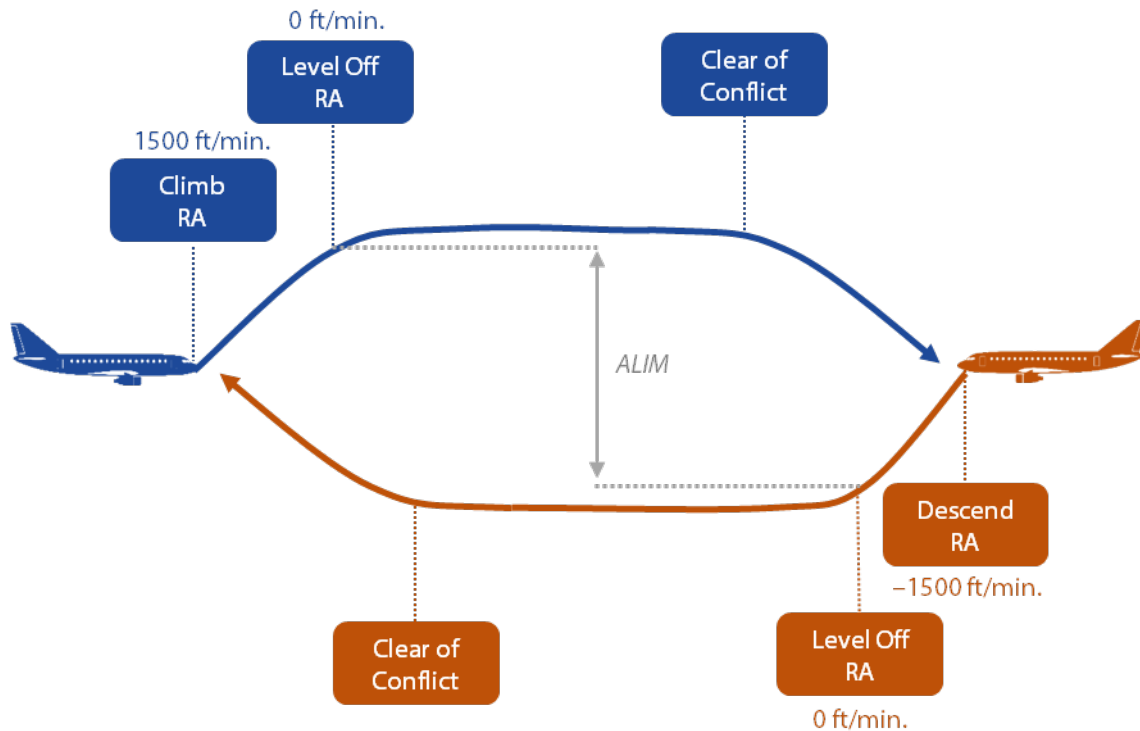 0 ft/min.
Level Off
RA
Clear of
Conflict
1500 ft/min.
Climb
RA
ALIM
Descend
RA
–1500 ft/min.
Clear of
Conflict
Level Off
RA
0 ft/min.